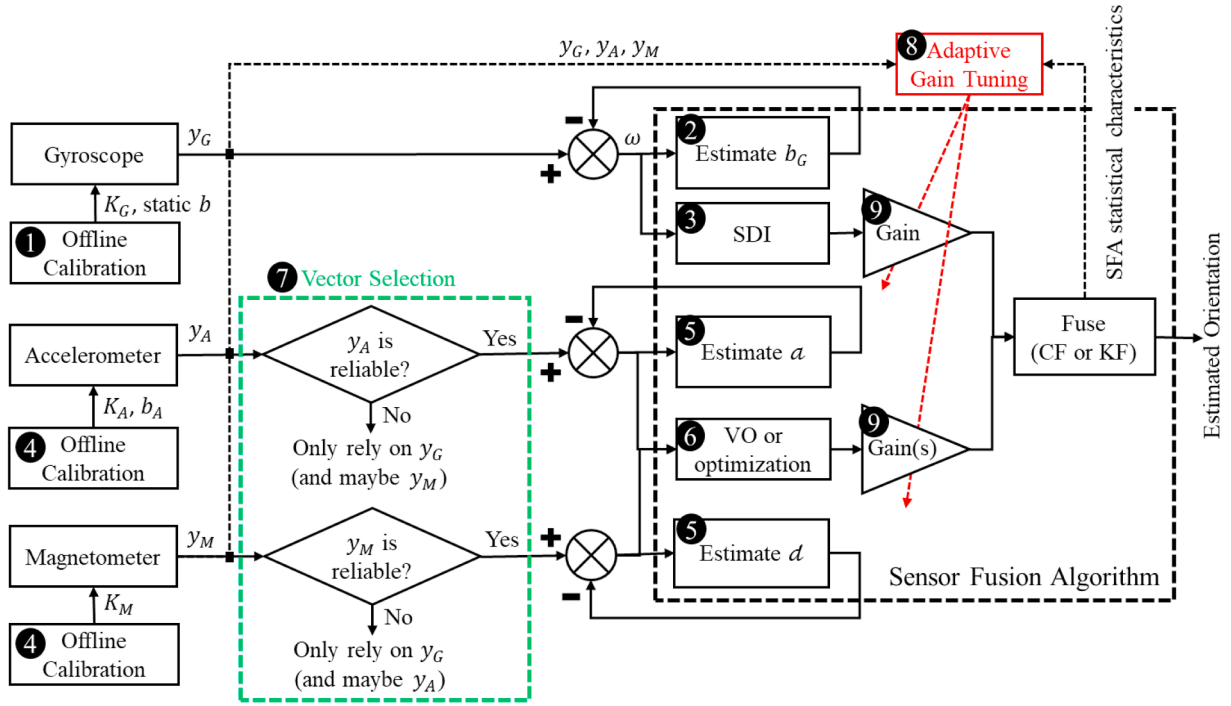 y_G, y_A, y_M
8 Adaptive
Gain Tuning
SFA statistical characteristics
Gyroscope
y_G
−
+
ω
2
Estimate b_G
K_G, static b
1 Offline
Calibration
3
SDI
9
Gain
7 Vector Selection
Accelerometer
y_A
y_A is
reliable?
Yes
−
+
5
Estimate a
Fuse
(CF or KF)
Estimated Orientation
K_A, b_A
No
4 Offline
Calibration
Only rely on y_G
(and maybe y_M)
6 VO or
optimization
9
Gain(s)
Magnetometer
y_M
y_M is
reliable?
Yes
+
−
5
Estimate d
Sensor Fusion Algorithm
K_M
No
4 Offline
Calibration
Only rely on y_G
(and maybe y_A)